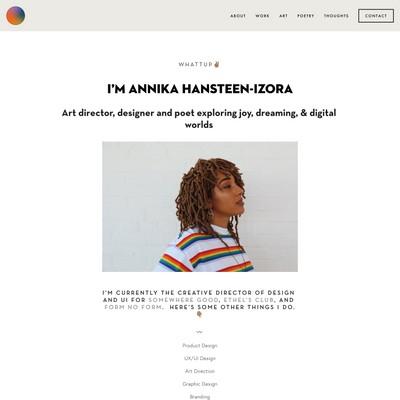 ABOUT WORK ART POETRY THOUGHTS CONTACT
WHATTUP✌🏽
I'M ANNIKA HANSTEEN-IZORA
Art director, designer and poet exploring joy, dreaming, & digital
worlds
I'M CURRENTLY THE CREATIVE DIRECTOR OF DESIGN
AND UI FOR SOMEWHERE GOOD, ETHEL'S CLUB, AND
FORM NO FORM. HERE'S SOME OTHER THINGS I DO.
👇🏽
Product Design
UX/UI Design
Art Direction
Graphic Design
Branding